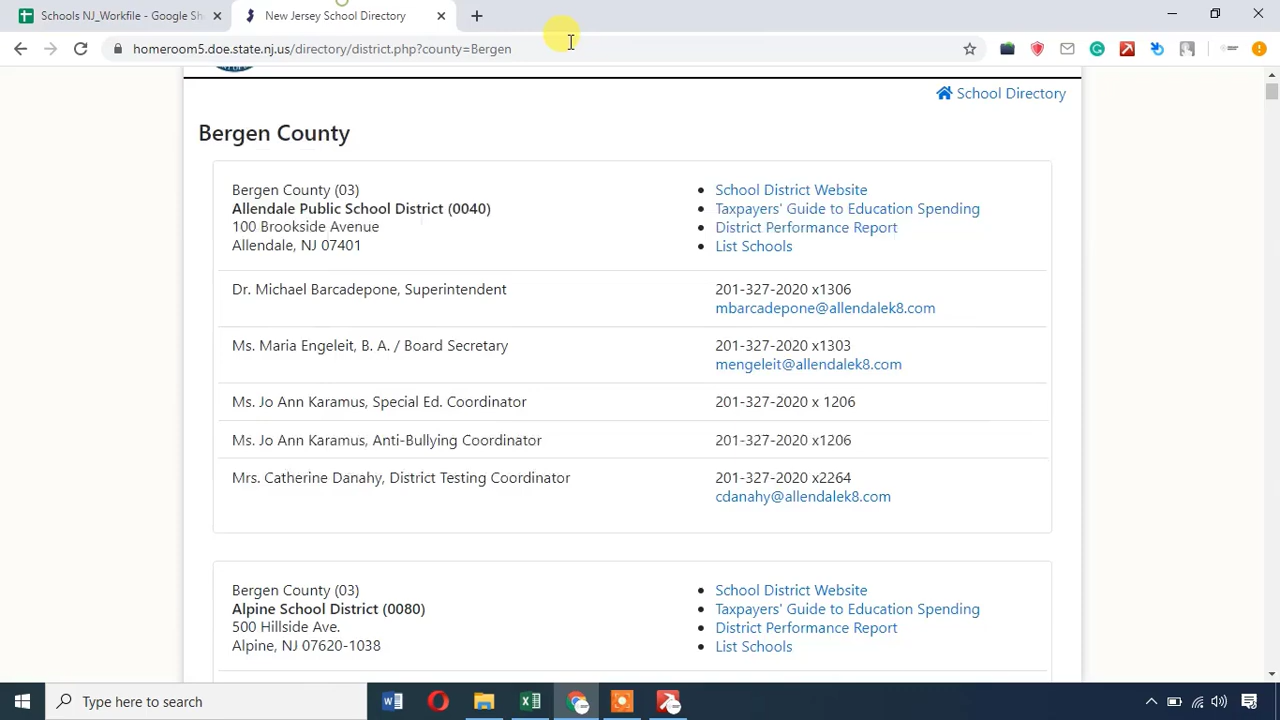 Schools NJ_Workfile - Google Sh
New Jersey School Directory
homeroom5.doe.state.nj.us/directory/district.php?county=Bergen
School Directory
Bergen County
Bergen County (03)
Allendale Public School District (0040)
100 Brookside Avenue
Allendale, NJ 07401
School District Website
Taxpayers' Guide to Education Spending
District Performance Report
List Schools
Dr. Michael Barcadepone, Superintendent
201-327-2020 x1306
mbarcadepone@allendalek8.com
Ms. Maria Engeleit, B. A. / Board Secretary
201-327-2020 x1303
mengeleit@allendalek8.com
Ms. Jo Ann Karamus, Special Ed. Coordinator
201-327-2020 x 1206
Ms. Jo Ann Karamus, Anti-Bullying Coordinator
201-327-2020 x1206
Mrs. Catherine Danahy, District Testing Coordinator
201-327-2020 x2264
cdanahy@allendalek8.com
Bergen County (03)
Alpine School District (0080)
500 Hillside Ave.
Alpine, NJ 07620-1038
School District Website
Taxpayers' Guide to Education Spending
District Performance Report
List Schools
Type here to search